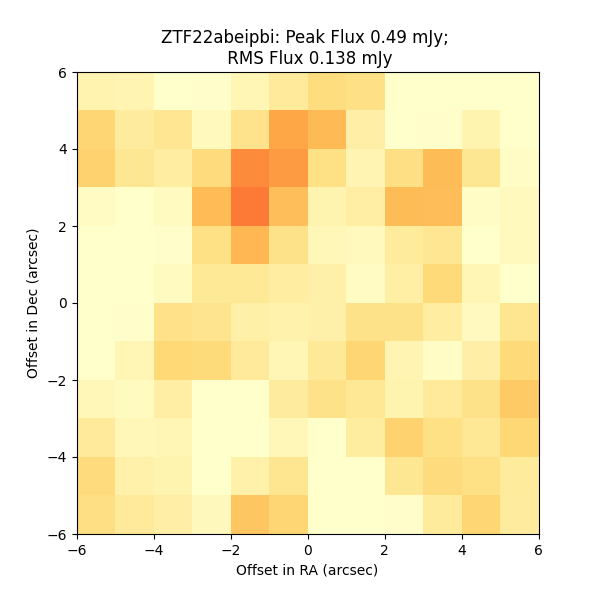 ZTF22abeipbi: Peak Flux 0.49 mJy;
RMS Flux 0.138 mJy
6
4
2
0
−2
−4
−6
Offset in Dec (arcsec)
−6 −4 −2 0 2 4 6
Offset in RA (arcsec)